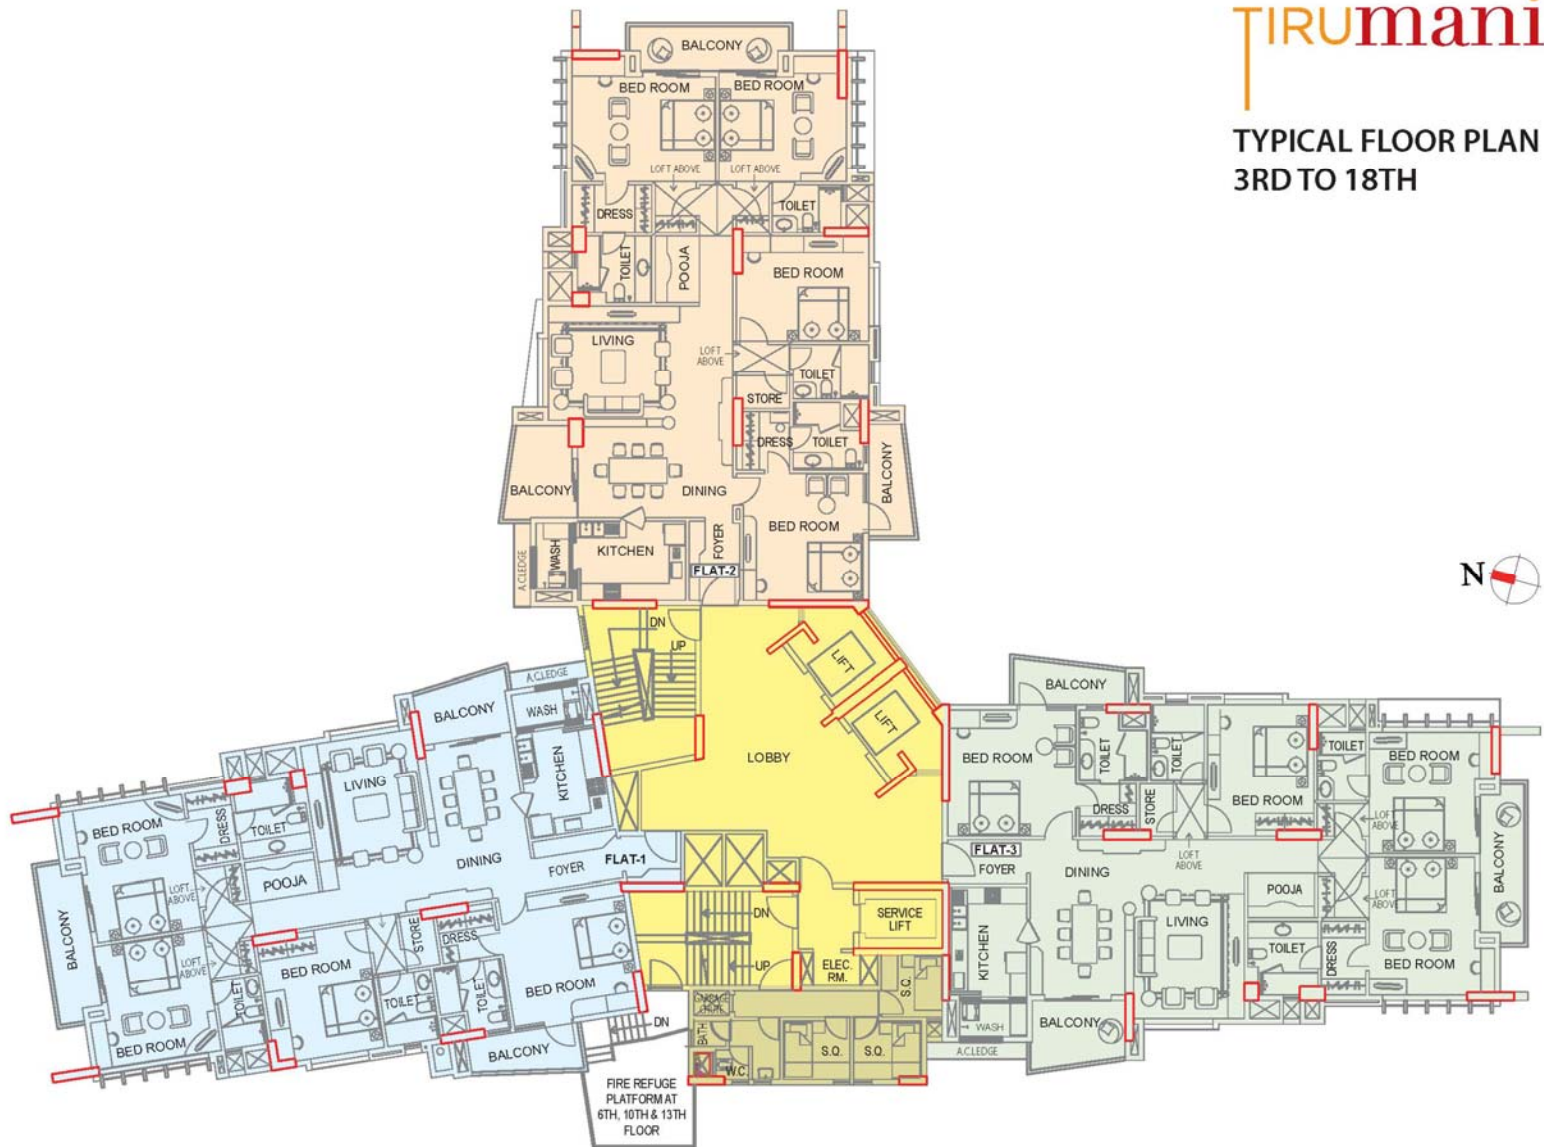 TIRUmani
TYPICAL FLOOR PLAN
3RD TO 18TH
BALCONY
BED ROOM
BED ROOM
LOFT ABOVE
LOFT ABOVE
DRESS
TOILET
TOILET
POOJA
BED ROOM
LIVING
LOFT
ABOVE
TOILET
STORE
DRESS
TOILET
BALCONY
DINING
BALCONY
BED ROOM
KITCHEN
FOYER
WASH
A.C.LEDGE
FLAT-2
N
DN
UP
LIFT
LIFT
LOBBY
A.C.LEDGE
WASH
BALCONY
KITCHEN
LIVING
DINING
FOYER
FLAT-1
BED ROOM
DRESS
TOILET
POOJA
LOFT
ABOVE
BALCONY
LOFT
ABOVE
TOILET
BED ROOM
BED ROOM
TOILET
STORE
DRESS
TOILET
BED ROOM
BALCONY
DN
FIRE REFUGE
PLATFORM AT
6TH, 10TH & 13TH
FLOOR
DN
UP
SERVICE
LIFT
ELEC.
RM.
S.Q.
BATH
W.C.
S.Q.
S.Q.
BALCONY
BED ROOM
TOILET
TOILET
DRESS
STORE
BED ROOM
TOILET
BED ROOM
LOFT
ABOVE
LOFT
ABOVE
BALCONY
FLAT-3
FOYER
DINING
KITCHEN
LIVING
POOJA
LOFT
ABOVE
TOILET
DRESS
BED ROOM
WASH
BALCONY
A.C.LEDGE